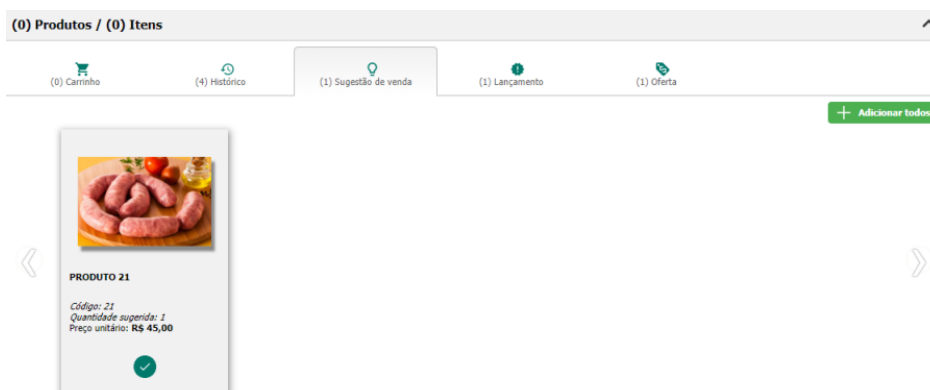 (0) Produtos / (0) Itens
(0) Carrinho
(4) Histórico
(1) Sugestão de venda
(1) Lançamento
(1) Oferta
Adicionar todos
PRODUTO 21
Código: 21
Quantidade sugerida: 1
Preço unitário: R$ 45,00